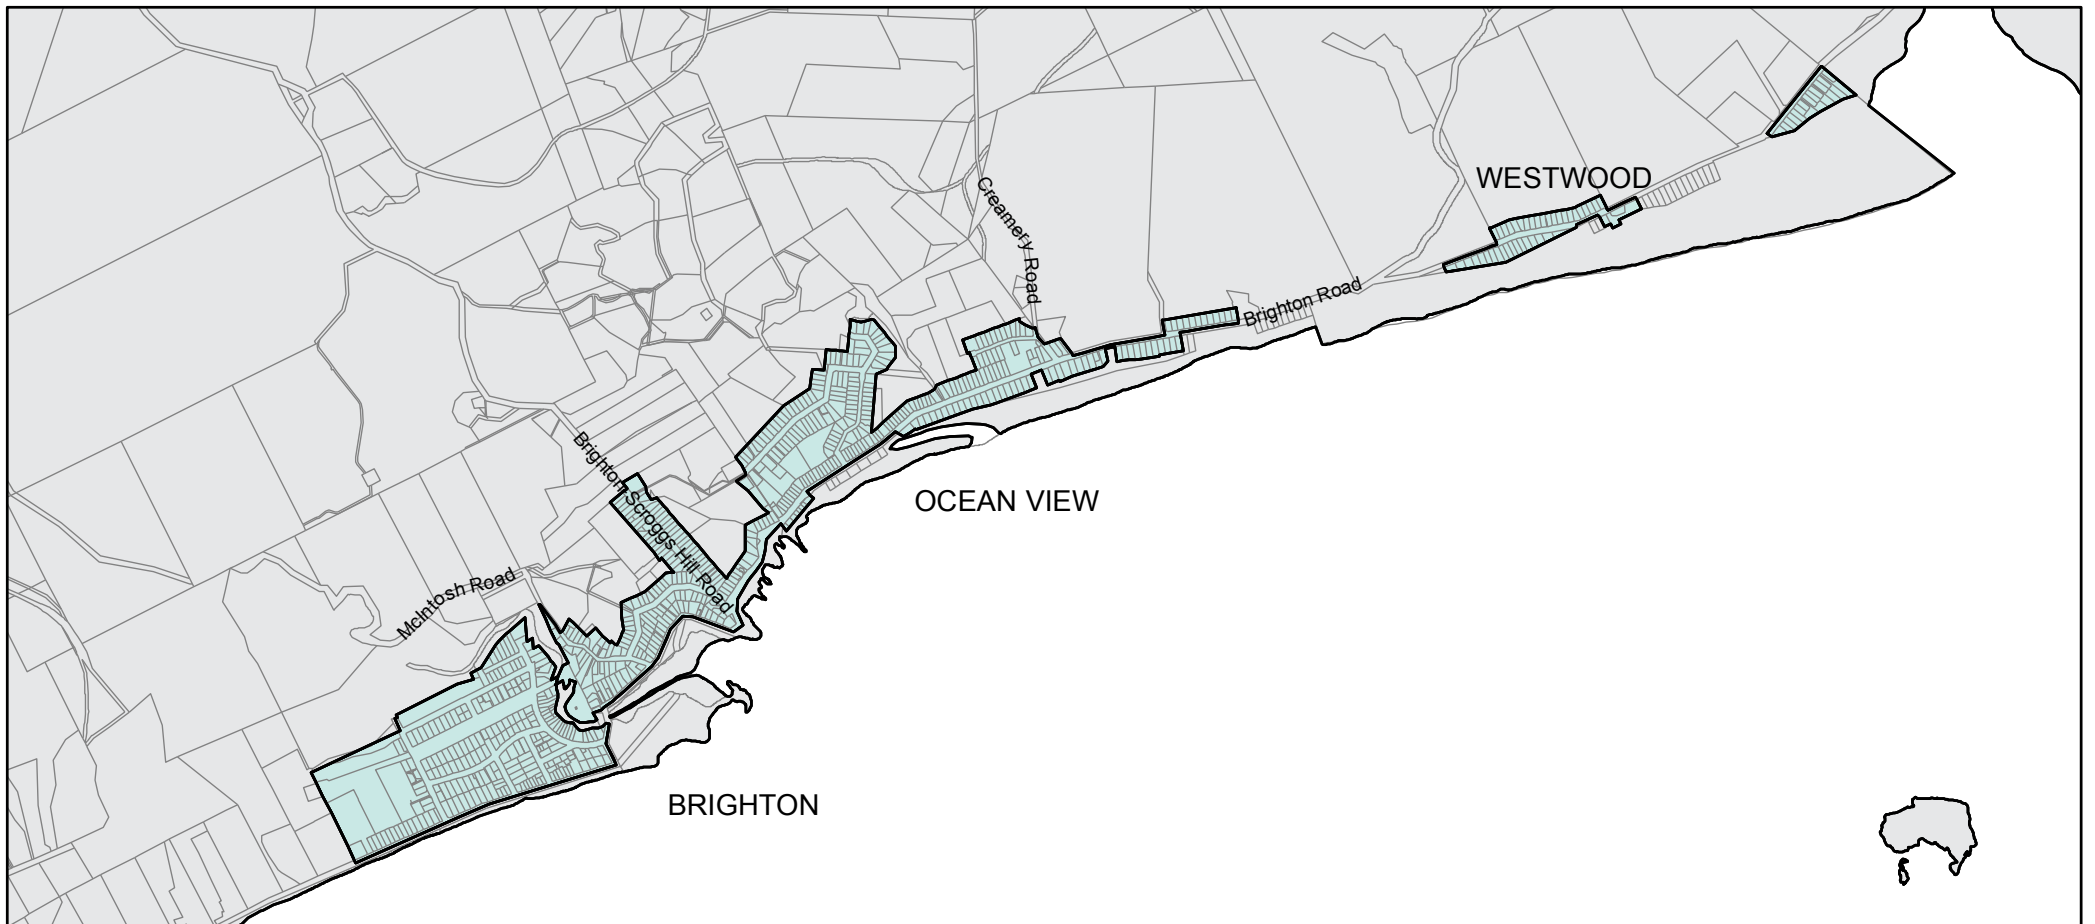 WESTWOOD
Creamery Road
Brighton Road
Brighton Scroggs Hill Road
OCEAN VIEW
McIntosh Road
BRIGHTON